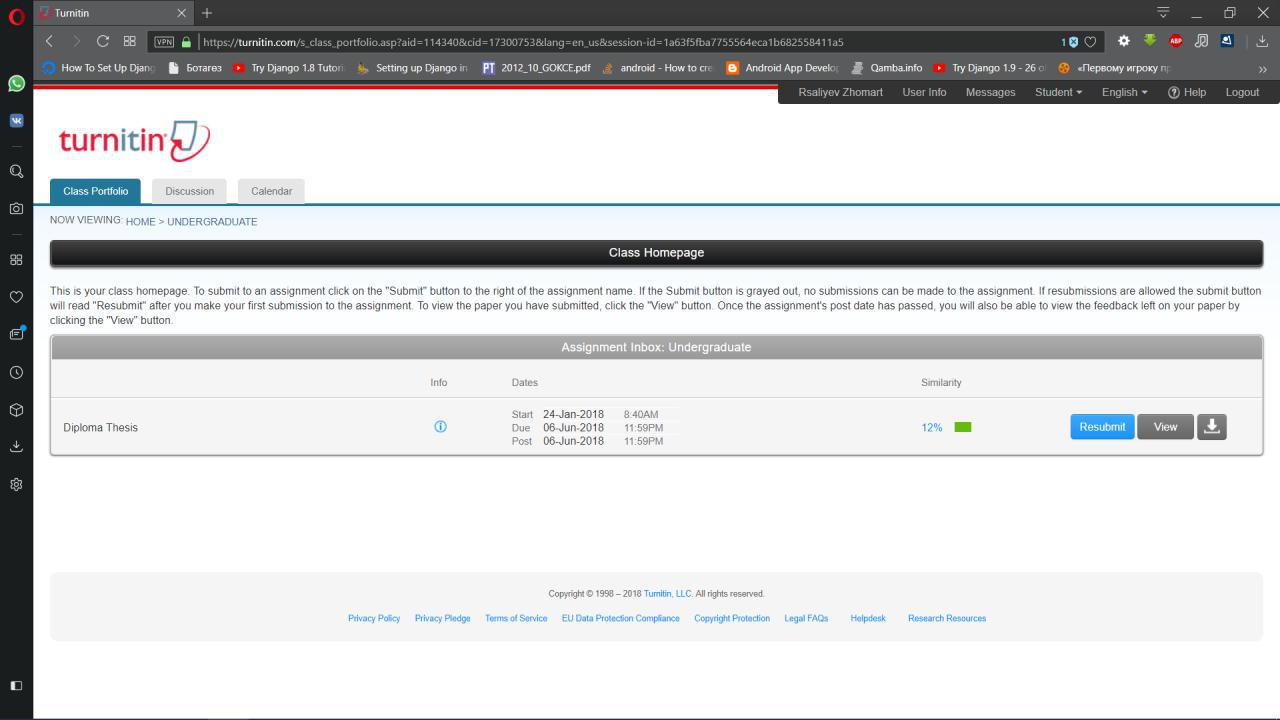 Turnitin
VPN
https://turnitin.com/s_class_portfolio.asp?aid=114340&cid=17300753&lang=en_us&session-id=1a63f5fba7755564eca1b682558411a5
1
ABP
How To Set Up Djang
Ботагөз
Try Django 1.8 Tutori
Setting up Django in
PT 2012_10_GOKCE.pdf
android - How to cre
Android App Develo
Qamba.info
Try Django 1.9 - 26 o
«Первому игроку пр
Rsaliyev Zhomart User Info Messages Student English Help Logout
turnitin
Class Portfolio Discussion Calendar
NOW VIEWING: HOME > UNDERGRADUATE
Class Homepage
This is your class homepage. To submit to an assignment click on the "Submit" button to the right of the assignment name. If the Submit button is grayed out, no submissions can be made to the assignment. If resubmissions are allowed the submit button
will read "Resubmit" after you make your first submission to the assignment. To view the paper you have submitted, click the "View" button. Once the assignment's post date has passed, you will also be able to view the feedback left on your paper by
clicking the "View" button.
Assignment Inbox: Undergraduate
Info Dates Similarity
Start 24-Jan-2018 8:40AM
Diploma Thesis Due 06-Jun-2018 11:59PM 12% Resubmit View
Post 06-Jun-2018 11:59PM
Copyright © 1998 – 2018 Turnitin, LLC. All rights reserved.
Privacy Policy Privacy Pledge Terms of Service EU Data Protection Compliance Copyright Protection Legal FAQs Helpdesk Research Resources